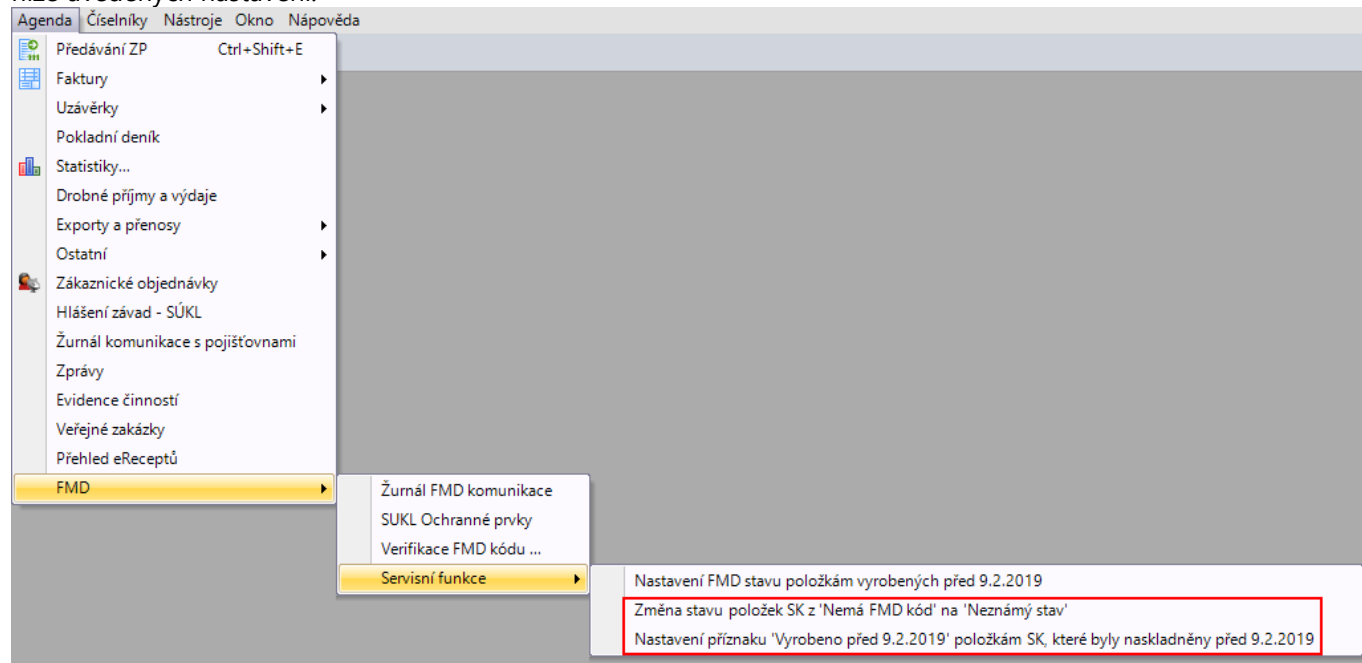 Agenda Číselníky Nástroje Okno Nápověda
Předávání ZP Ctrl+Shift+E
Faktury
Uzávěrky
Pokladní deník
Statistiky...
Drobné příjmy a výdaje
Exporty a přenosy
Ostatní
Zákaznické objednávky
Hlášení závad - SÚKL
Žurnál komunikace s pojišťovnami
Zprávy
Evidence činností
Veřejné zakázky
Přehled eReceptů
FMD
Žurnál FMD komunikace
SUKL Ochranné prvky
Verifikace FMD kódu ...
Servisní funkce
Nastavení FMD stavu položkám vyrobených před 9.2.2019
Změna stavu položek SK z 'Nemá FMD kód' na 'Neznámý stav'
Nastavení příznaku 'Vyrobeno před 9.2.2019' položkám SK, které byly naskladněny před 9.2.2019